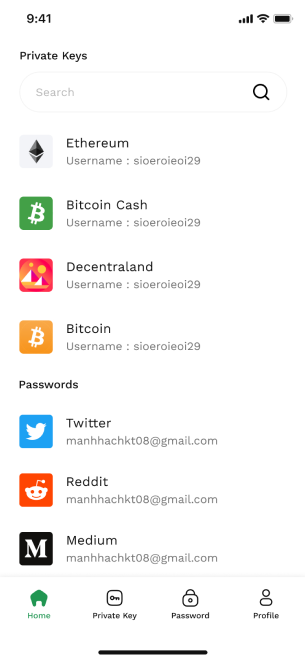 9:41
Private Keys
Search
Ethereum
Username : sioeroieoi29
Bitcoin Cash
Username : sioeroieoi29
Decentraland
Username : sioeroieoi29
Bitcoin
Username : sioeroieoi29
Passwords
Twitter
manhhachkt08@gmail.com
Reddit
manhhachkt08@gmail.com
M
Medium
manhhachkt08@gmail.com
Home Private Key Password Profile